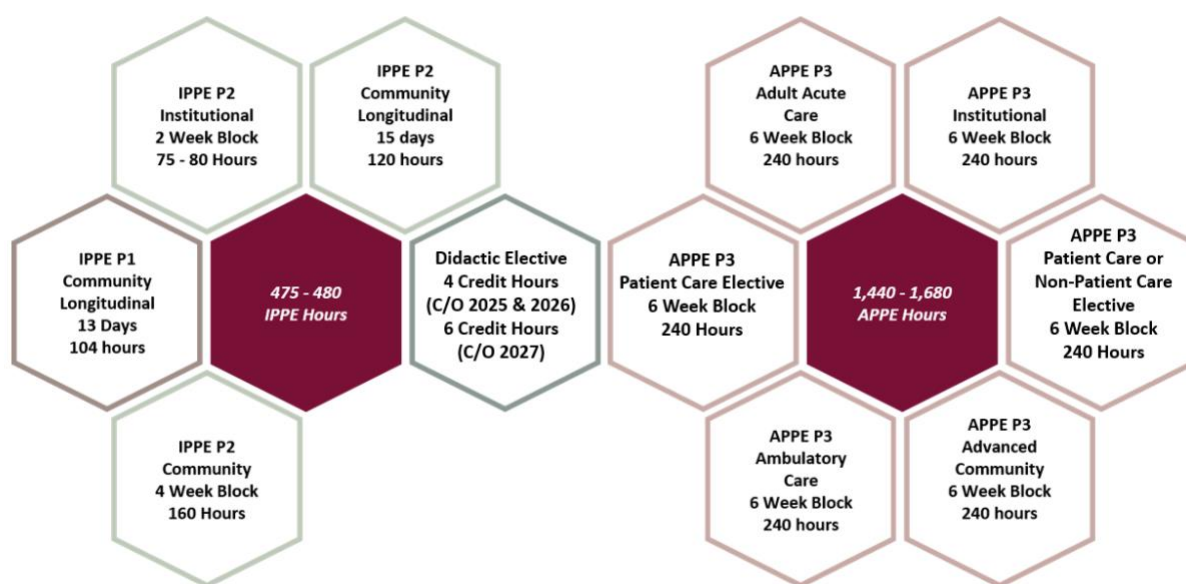 IPPE P2
Institutional
2 Week Block
75 - 80 Hours
IPPE P2
Community
Longitudinal
15 days
120 hours
IPPE P1
Community
Longitudinal
13 Days
104 hours
475 - 480
IPPE Hours
Didactic Elective
4 Credit Hours
(C/O 2025 & 2026)
6 Credit Hours
(C/O 2027)
IPPE P2
Community
4 Week Block
160 Hours
APPE P3
Adult Acute
Care
6 Week Block
240 hours
APPE P3
Institutional
6 Week Block
240 hours
APPE P3
Patient Care Elective
6 Week Block
240 Hours
1,440 - 1,680
APPE Hours
APPE P3
Patient Care or
Non-Patient Care
Elective
6 Week Block
240 Hours
APPE P3
Ambulatory
Care
6 Week Block
240 hours
APPE P3
Advanced
Community
6 Week Block
240 hours